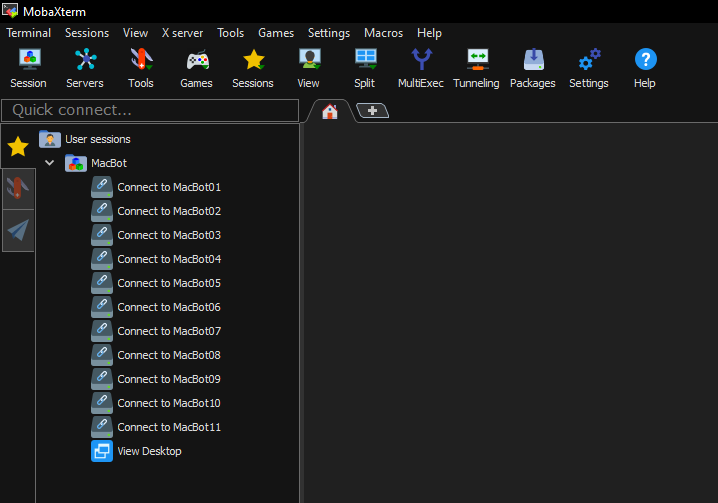 MobaXterm
Terminal Sessions View X server Tools Games Settings Macros Help
Session Servers Tools Games Sessions View Split MultiExec Tunneling Packages Settings Help
Quick connect...
User sessions
MacBot
Connect to MacBot01
Connect to MacBot02
Connect to MacBot03
Connect to MacBot04
Connect to MacBot05
Connect to MacBot06
Connect to MacBot07
Connect to MacBot08
Connect to MacBot09
Connect to MacBot10
Connect to MacBot11
View Desktop